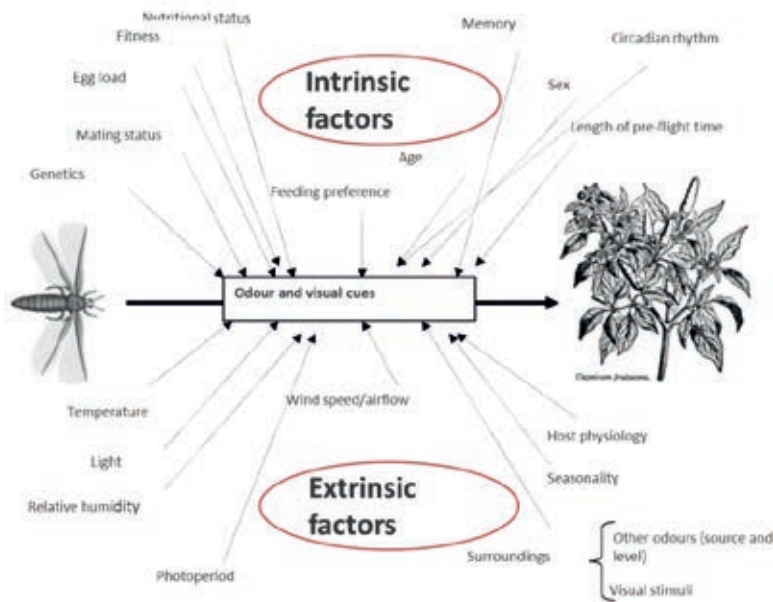 Nutritional status
Fitness
Memory
Circadian rhythm
Egg load
Intrinsic
factors
Sex
Mating status
Length of pre-flight time
Age
Genetics
Feeding preference
Odour and visual cues
Temperature
Wind speed/airflow
Host physiology
Light
Seasonality
Relative humidity
Extrinsic
factors
Surroundings
Other odours (source and
level)
Photoperiod
Visual stimuli